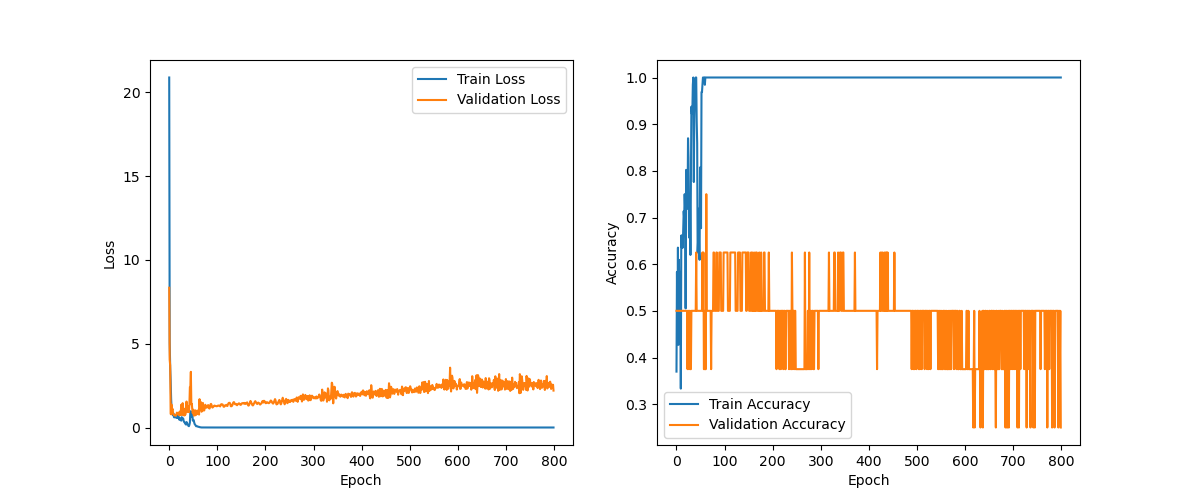 20
15
10
5
0
Loss
0 100 200 300 400 500 600 700 800
Epoch
Train Loss
Validation Loss
1.0
0.9
0.8
0.7
0.6
0.5
0.4
0.3
Accuracy
0 100 200 300 400 500 600 700 800
Epoch
Train Accuracy
Validation Accuracy